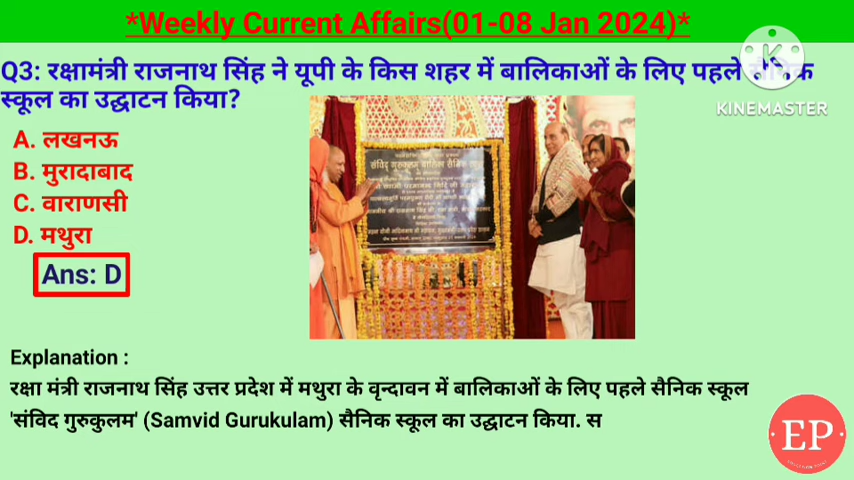 *Weekly Current Affairs(01-08 Jan 2024)*
Q3: रक्षामंत्री राजनाथ सिंह ने यूपी के किस शहर में बालिकाओं के लिए पहले सैनिक
स्कूल का उद्घाटन किया?
KINEMASTER
A. लखनऊ
B. मुरादाबाद
C. वाराणसी
D. मथुरा
Ans: D
संविद् गुरुकुलम् बालिका सैनिक स्कूल
Explanation :
रक्षा मंत्री राजनाथ सिंह उत्तर प्रदेश में मथुरा के वृन्दावन में बालिकाओं के लिए पहले सैनिक स्कूल
'संविद गुरुकुलम' (Samvid Gurukulam) सैनिक स्कूल का उद्घाटन किया. स
EP